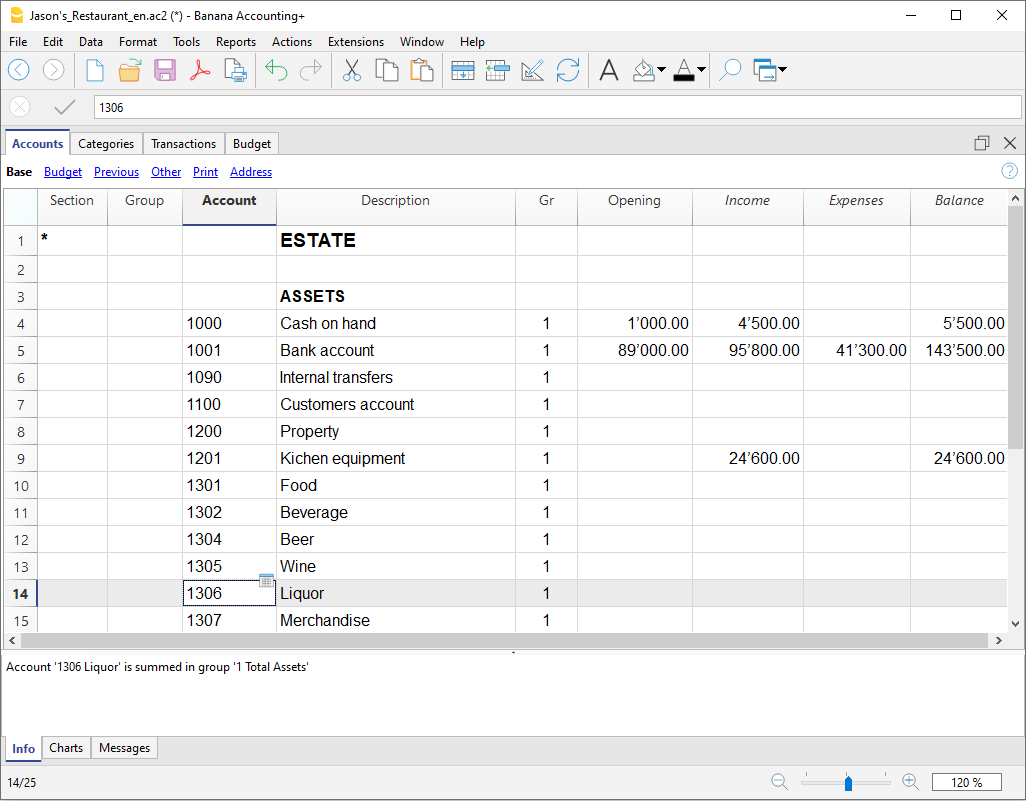 Jason's_Restaurant_en.ac2 (*) - Banana Accounting+
File Edit Data Format Tools Reports Actions Extensions Window Help
1306
Accounts Categories Transactions Budget
Base Budget Previous Other Print Address
Section Group Account Description Gr Opening Income Expenses Balance
1 * ESTATE
2
3 ASSETS
4 1000 Cash on hand 1 1’000.00 4’500.00 5’500.00
5 1001 Bank account 1 89’000.00 95’800.00 41’300.00 143’500.00
6 1090 Internal transfers 1
7 1100 Customers account 1
8 1200 Property 1
9 1201 Kichen equipment 1 24’600.00 24’600.00
10 1301 Food 1
11 1302 Beverage 1
12 1304 Beer 1
13 1305 Wine 1
14 1306 Liquor 1
15 1307 Merchandise 1
Account '1306 Liquor' is summed in group '1 Total Assets'
Info Charts Messages
14/25 120 %